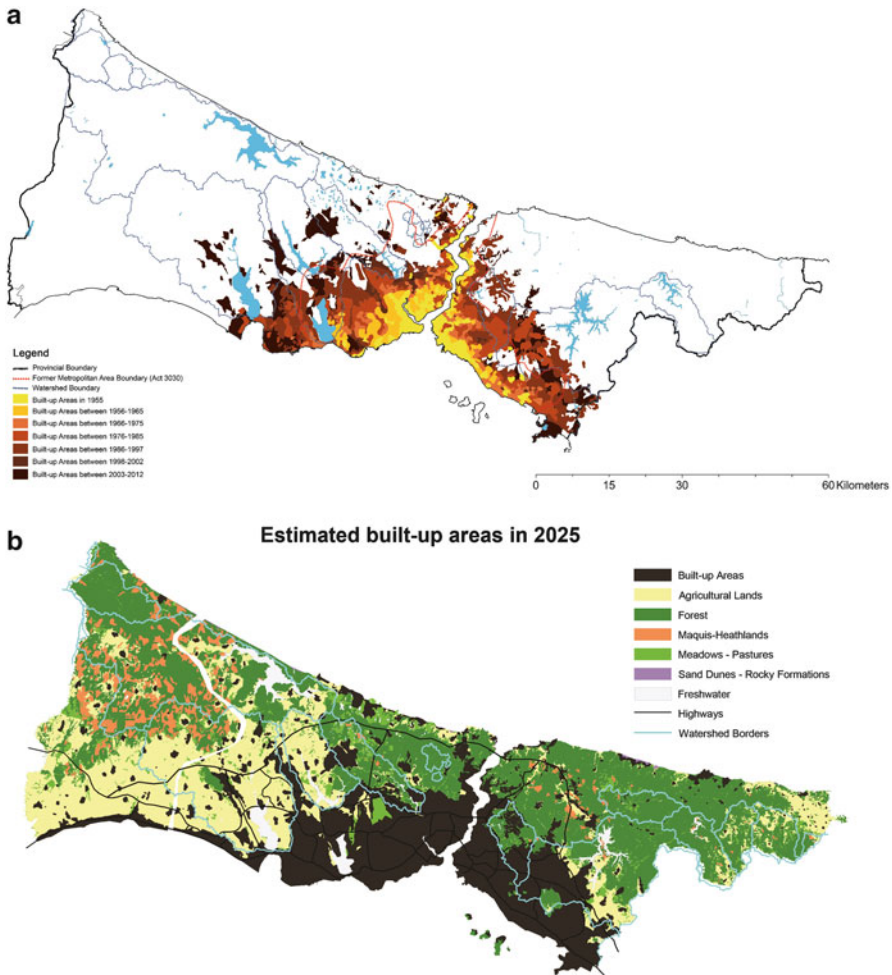 a
Legend
Provincial Boundary
Former Metropolitan Area Boundary (Act 3030)
Watershed Boundary
Built-up Areas in 1955
Built-up Areas between 1956-1965
Built-up Areas between 1966-1975
Built-up Areas between 1976-1985
Built-up Areas between 1986-1997
Built-up Areas between 1998-2002
Built-up Areas between 2003-2012
0 15 30 60 Kilometers
b
Estimated built-up areas in 2025
Built-up Areas
Agricultural Lands
Forest
Maquis-Heathlands
Meadows - Pastures
Sand Dunes - Rocky Formations
Freshwater
Highways
Watershed Borders